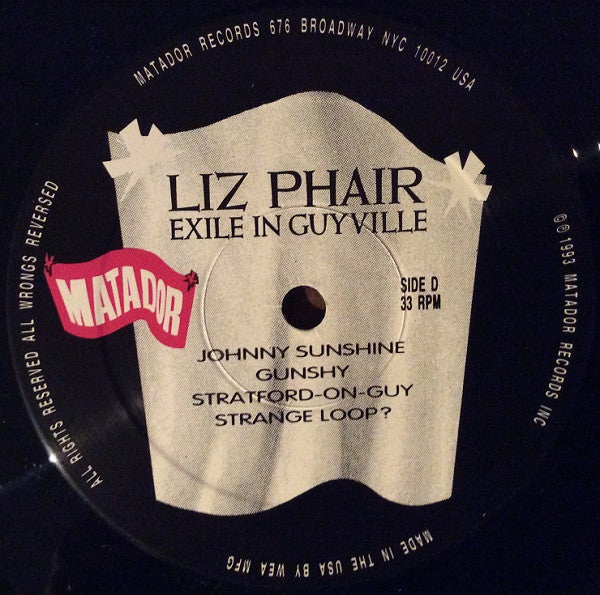 MATADOR RECORDS 676 BROADWAY NYC 10012 USA
LIZ PHAIR
EXILE IN GUYVILLE
MATADOR
SIDE D
33 RPM
JOHNNY SUNSHINE
GUNSHY
STRATFORD-ON-GUY
STRANGE LOOP?
ALL RIGHTS RESERVED ALL WRONGS REVERSED
©℗ 1993 MATADOR RECORDS INC
MADE IN THE USA BY WEA MFG